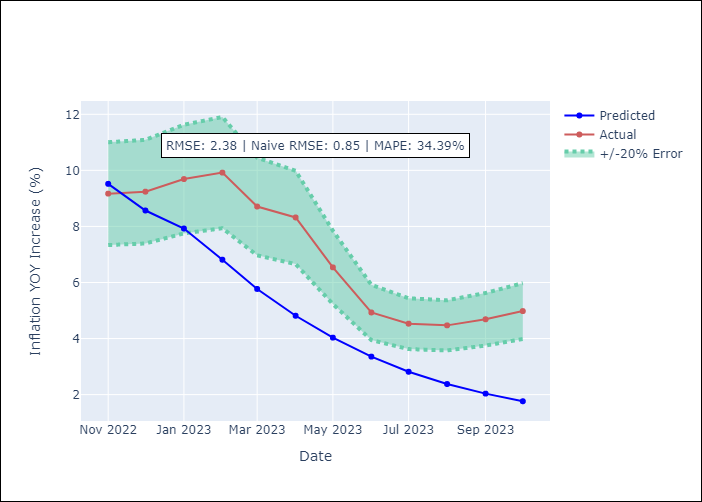 RMSE: 2.38 | Naive RMSE: 0.85 | MAPE: 34.39%
Predicted
Actual
+/-20% Error
Inflation YOY Increase (%)
12
10
8
6
4
2
Nov 2022 Jan 2023 Mar 2023 May 2023 Jul 2023 Sep 2023
Date